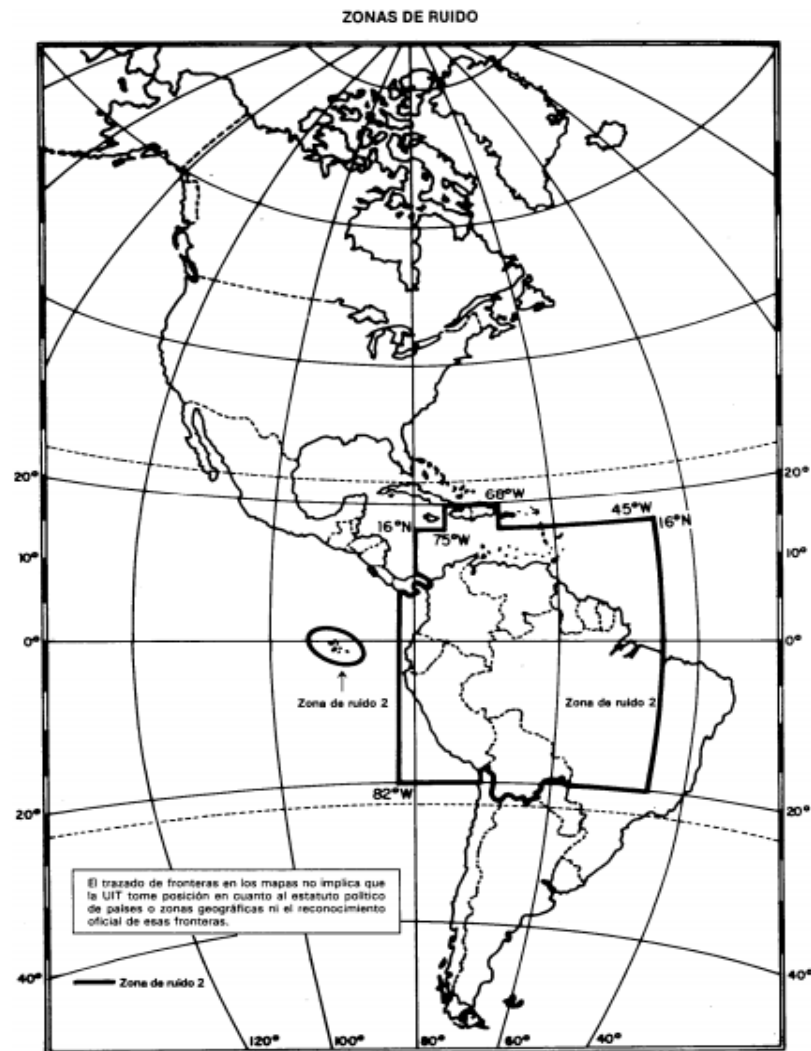 ZONAS DE RUIDO
20°
20°
68°W
45°W
16°N
16°N
75°W
10°
10°
0°
0°
Zona de ruido 2
Zona de ruido 2
82°W
20°
20°
El trazado de fronteras en los mapas no implica que
la UIT tome posición en cuanto al estatuto político
de países o zonas geográficas ni el reconocimiento
oficial de esas fronteras.
40°
40°
Zona de ruido 2
120°
100°
80°
60°
40°